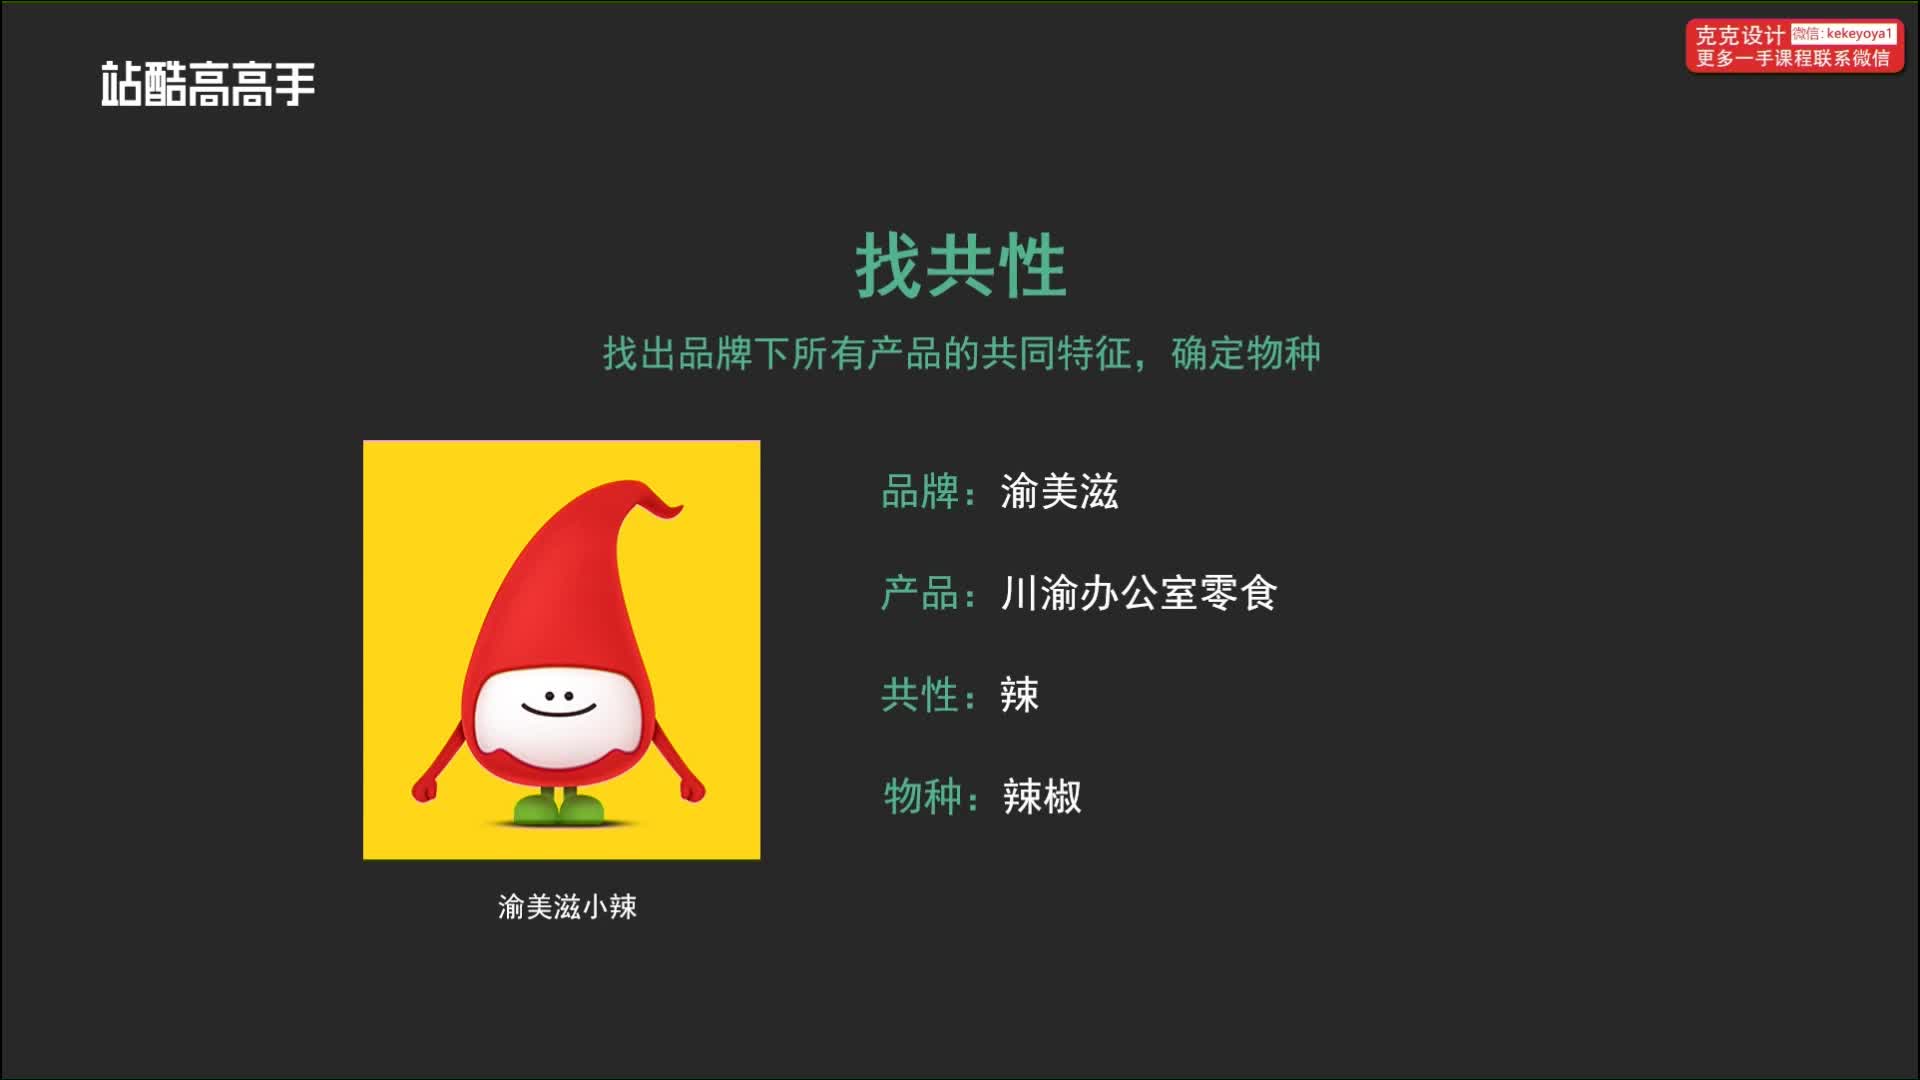 站酷高高手
克克设计 微信:kekeyoya1
更多一手课程联系微信
找共性
找出品牌下所有产品的共同特征，确定物种
品牌：渝美滋
产品：川渝办公室零食
共性：辣
物种：辣椒
渝美滋小辣